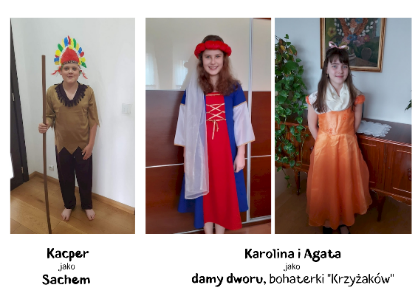 Kacper
jako
Sachem
Karolina i Agata
jako
damy dworu, bohaterki "Krzyżaków"